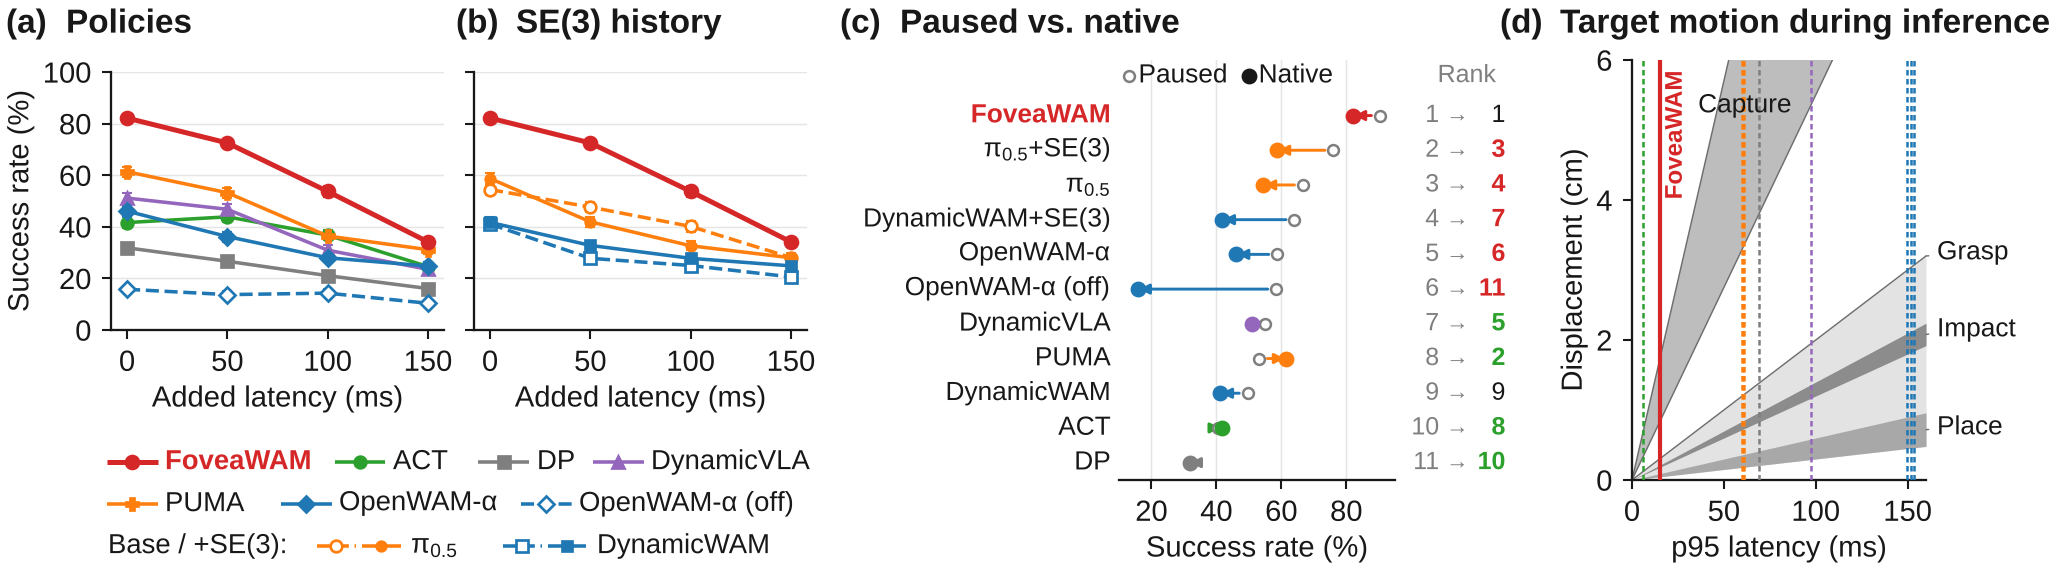 (a) Policies
100
80
60
40
20
0
Success rate (%)
0 50 100 150
Added latency (ms)
(b) SE(3) history
0 50 100 150
Added latency (ms)
FoveaWAM ACT DP DynamicVLA
PUMA OpenWAM-α OpenWAM-α (off)
Base / +SE(3): π0.5 DynamicWAM
(c) Paused vs. native
Paused Native Rank
FoveaWAM 1 → 1
π0.5+SE(3) 2 → 3
π0.5 3 → 4
DynamicWAM+SE(3) 4 → 7
OpenWAM-α 5 → 6
OpenWAM-α (off) 6 → 11
DynamicVLA 7 → 5
PUMA 8 → 2
DynamicWAM 9 → 9
ACT 10 → 8
DP 11 → 10
20 40 60 80
Success rate (%)
(d) Target motion during inference
6
4
2
0
Displacement (cm)
FoveaWAM
Capture
Grasp
Impact
Place
0 50 100 150
p95 latency (ms)